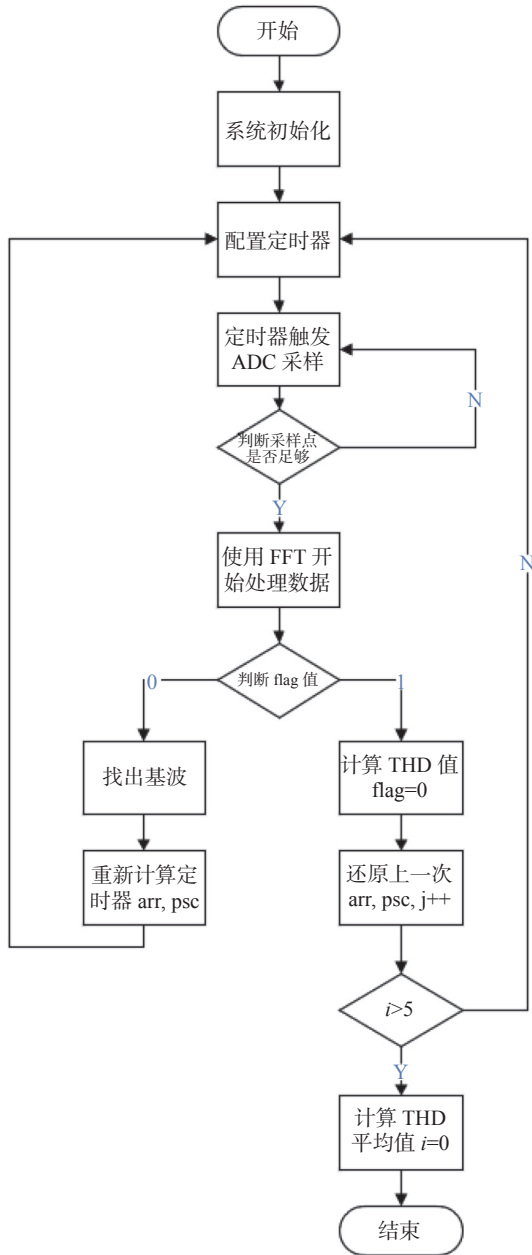 开始
系统初始化
配置定时器
定时器触发
ADC 采样
N
判断采样点
是否足够
Y
使用 FFT 开
始处理数据
N
判断 flag 值
0
1
找出基波
计算 THD 值
flag=0
重新计算定
时器 arr, psc
还原上一次
arr, psc, j++
i>5
Y
计算 THD
平均值 i=0
结束